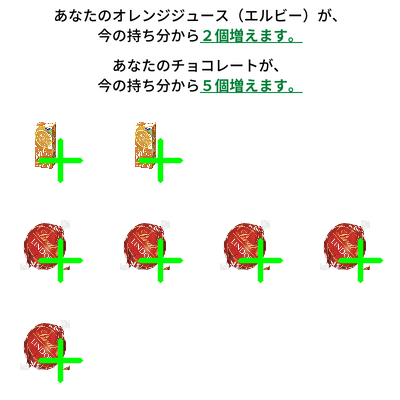 あなたのオレンジジュース（エルビー）が、
今の持ち分から２個増えます。
あなたのチョコレートが、
今の持ち分から５個増えます。